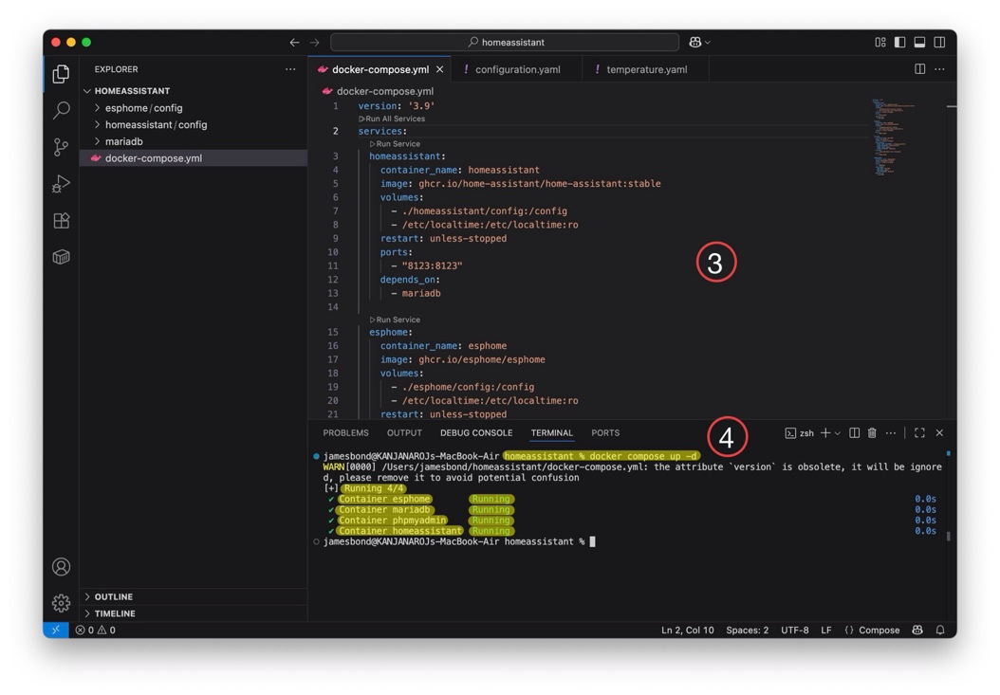 homeassistant
EXPLORER
HOMEASSISTANT
esphome/config
homeassistant/config
mariadb
docker-compose.yml
docker-compose.yml
configuration.yaml
temperature.yaml
docker-compose.yml
1 version: '3.9'
Run All Services
2 services:
Run Service
3 homeassistant:
4 container_name: homeassistant
5 image: ghcr.io/home-assistant/home-assistant:stable
6 volumes:
7 - ./homeassistant/config:/config
8 - /etc/localtime:/etc/localtime:ro
9 restart: unless-stopped
10 ports:
11 - "8123:8123"
12 depends_on:
13 - mariadb
14
Run Service
15 esphome:
16 container_name: esphome
17 image: ghcr.io/esphome/esphome
18 volumes:
19 - ./esphome/config:/config
20 - /etc/localtime:/etc/localtime:ro
21 restart: unless-stopped
3
4
PROBLEMS OUTPUT DEBUG CONSOLE TERMINAL PORTS
zsh
jamesbond@KANJANAROJs-MacBook-Air homeassistant % docker compose up -d
WARN[0000] /Users/jamesbond/homeassistant/docker-compose.yml: the attribute `version` is obsolete, it will be ignore
d, please remove it to avoid potential confusion
[+] Running 4/4
✔ Container esphome Running 0.0s
✔ Container mariadb Running 0.0s
✔ Container phpmyadmin Running 0.0s
✔ Container homeassistant Running 0.0s
jamesbond@KANJANAROJs-MacBook-Air homeassistant %
OUTLINE
TIMELINE
0 0
Ln 2, Col 10 Spaces: 2 UTF-8 LF {} Compose